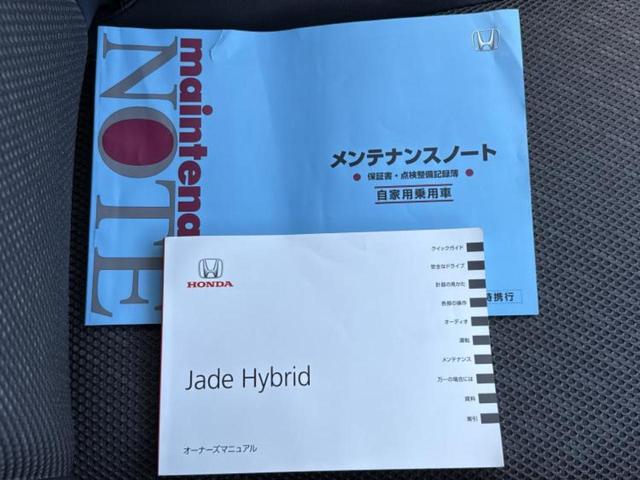 maintena
NOTE
メンテナンスノート
保証書・点検整備記録簿
自家用乗用車
携行
HONDA
Jade Hybrid
オーナーズマニュアル
クイックガイド
安全なドライブ
計器の見かた
各部の操作
オーディオ
運転
メンテナンス
万一の場合には
資料
索引